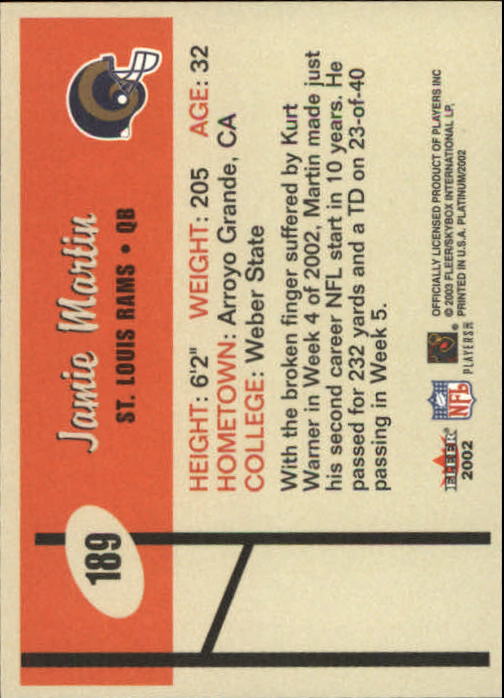 189
Jamie Martin
ST. LOUIS RAMS • QB
HEIGHT: 6'2" WEIGHT: 205 AGE: 32
HOMETOWN: Arroyo Grande, CA
COLLEGE: Weber State
With the broken finger suffered by Kurt
Warner in Week 4 of 2002, Martin made just
his second career NFL start in 10 years. He
passed for 232 yards and a TD on 23-of-40
passing in Week 5.
FLEER
2002
NFL
PLAYERS INC
OFFICIALLY LICENSED PRODUCT OF PLAYERS INC
© 2003 FLEER/SKYBOX INTERNATIONAL LP,
PRINTED IN U.S.A. PLATINUM/2002